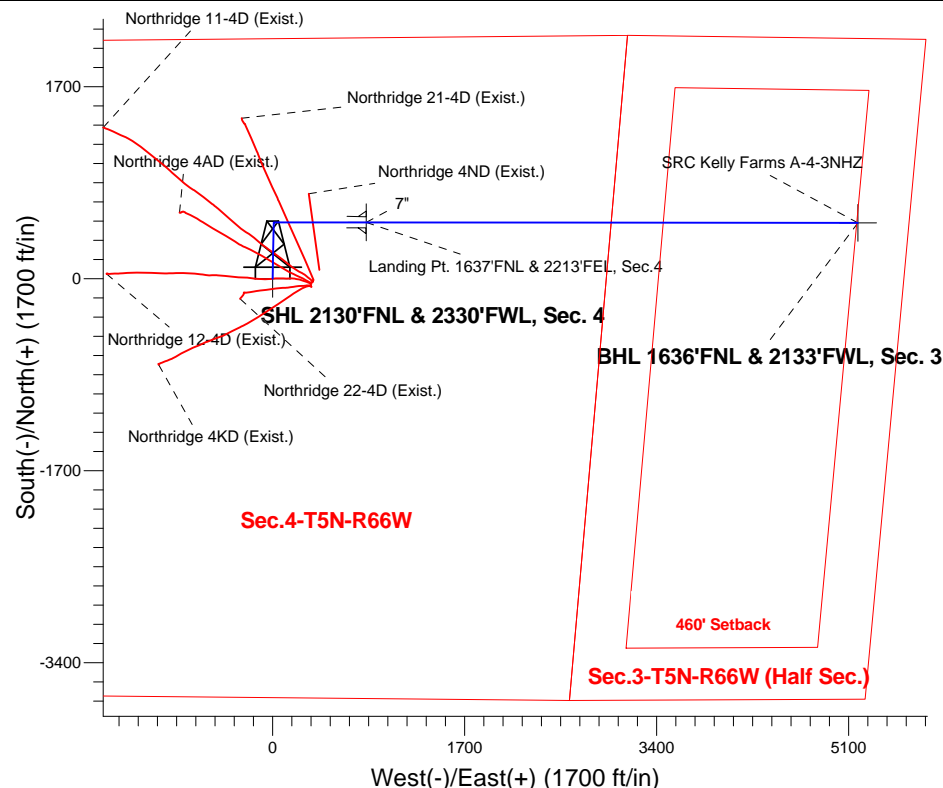 Northridge 11-4D (Exist.)
1700
Northridge 21-4D (Exist.)
Northridge 4AD (Exist.)
SRC Kelly Farms A-4-3NHZ
Northridge 4ND (Exist.)
7"
Landing Pt. 1637'FNL & 2213'FEL, Sec.4
0
SHL 2130'FNL & 2330'FWL, Sec. 4
Northridge 12-4D (Exist.)
BHL 1636'FNL & 2133'FWL, Sec. 3
Northridge 22-4D (Exist.)
Northridge 4KD (Exist.)
South(-)/North(+) (1700 ft/in)
-1700
Sec.4-T5N-R66W
460' Setback
-3400
Sec.3-T5N-R66W (Half Sec.)
0
1700
3400
5100
West(-)/East(+) (1700 ft/in)